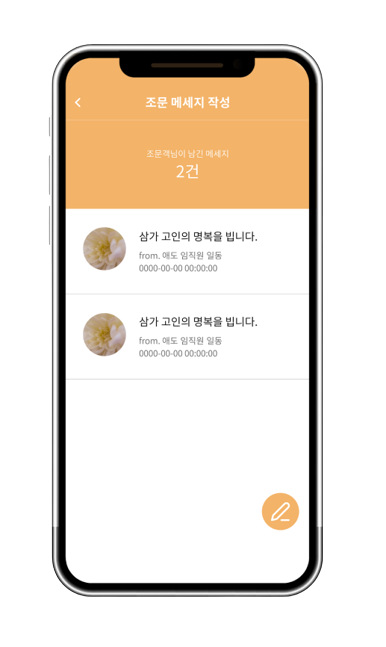 조문 메세지 작성
조문객님이 남긴 메세지
2건
삼가 고인의 명복을 빕니다.
from. 애도 임직원 일동
0000-00-00 00:00:00
삼가 고인의 명복을 빕니다.
from. 애도 임직원 일동
0000-00-00 00:00:00